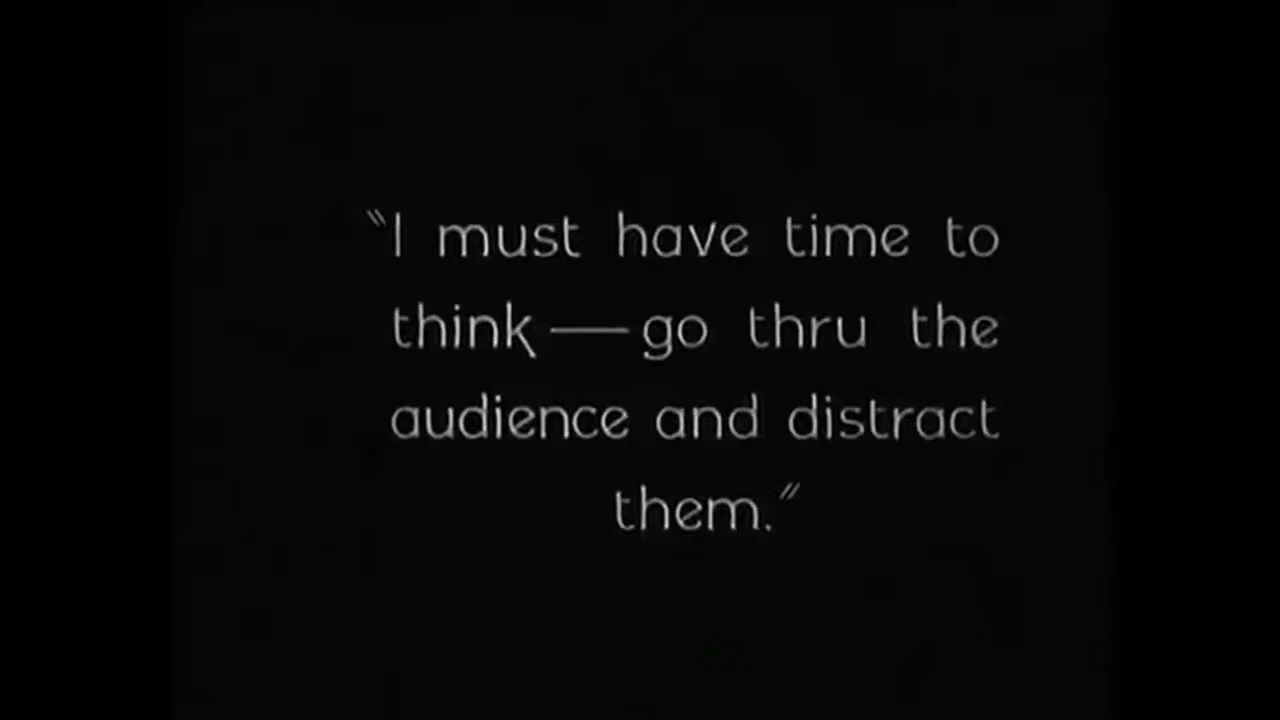 "I must have time to
think — go thru the
audience and distract
them."